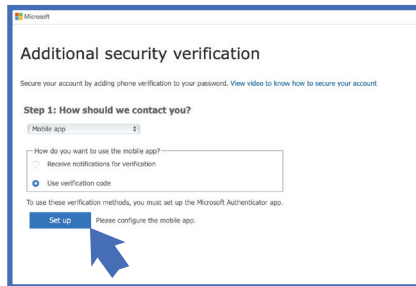 Microsoft
Additional security verification
Secure your account by adding phone verification to your password. View video to know how to secure your account
Step 1: How should we contact you?
Mobile app
How do you want to use the mobile app?
Receive notifications for verification
Use verification code
To use these verification methods, you must set up the Microsoft Authenticator app.
Set up Please configure the mobile app.